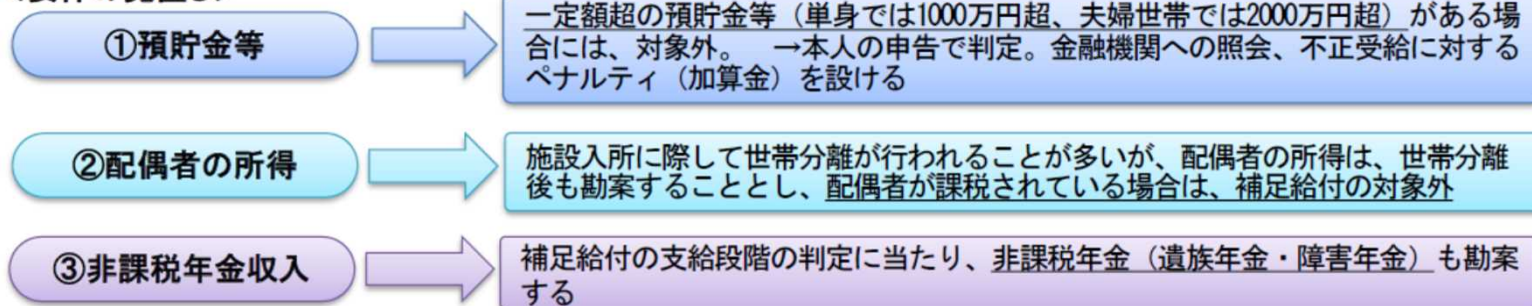 ①預貯金等
一定額超の預貯金等（単身では1000万円超、夫婦世帯では2000万円超）がある場
合には、対象外。　→本人の申告で判定。金融機関への照会、不正受給に対する
ペナルティ（加算金）を設ける
②配偶者の所得
施設入所に際して世帯分離が行われることが多いが、配偶者の所得は、世帯分離
後も勘案することとし、配偶者が課税されている場合は、補足給付の対象外
③非課税年金収入
補足給付の支給段階の判定に当たり、非課税年金（遺族年金・障害年金）も勘案
する